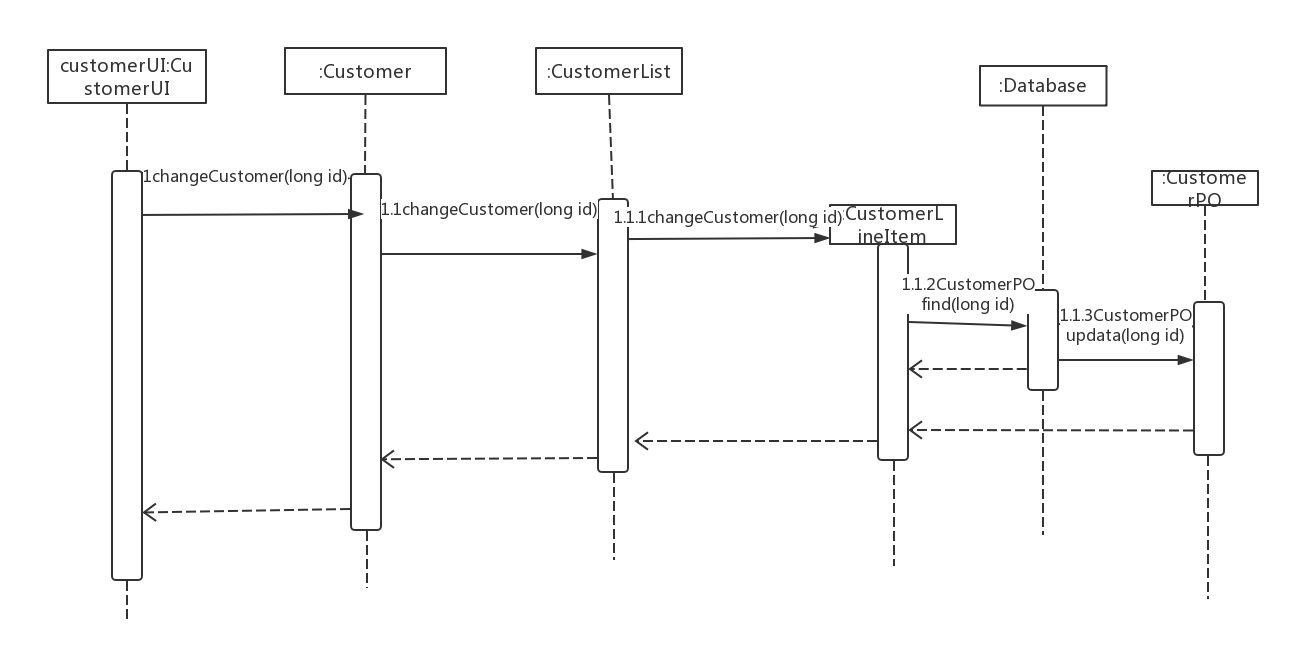 customerUI:Cu
stomerUI
:Customer
:CustomerList
:Database
:Custome
rPO
1changeCustomer(long id)
1.1changeCustomer(long id)
1.1.1changeCustomer(long id)
:CustomerL
ineItem
1.1.2CustomerPO
find(long id)
1.1.3CustomerPO
updata(long id)